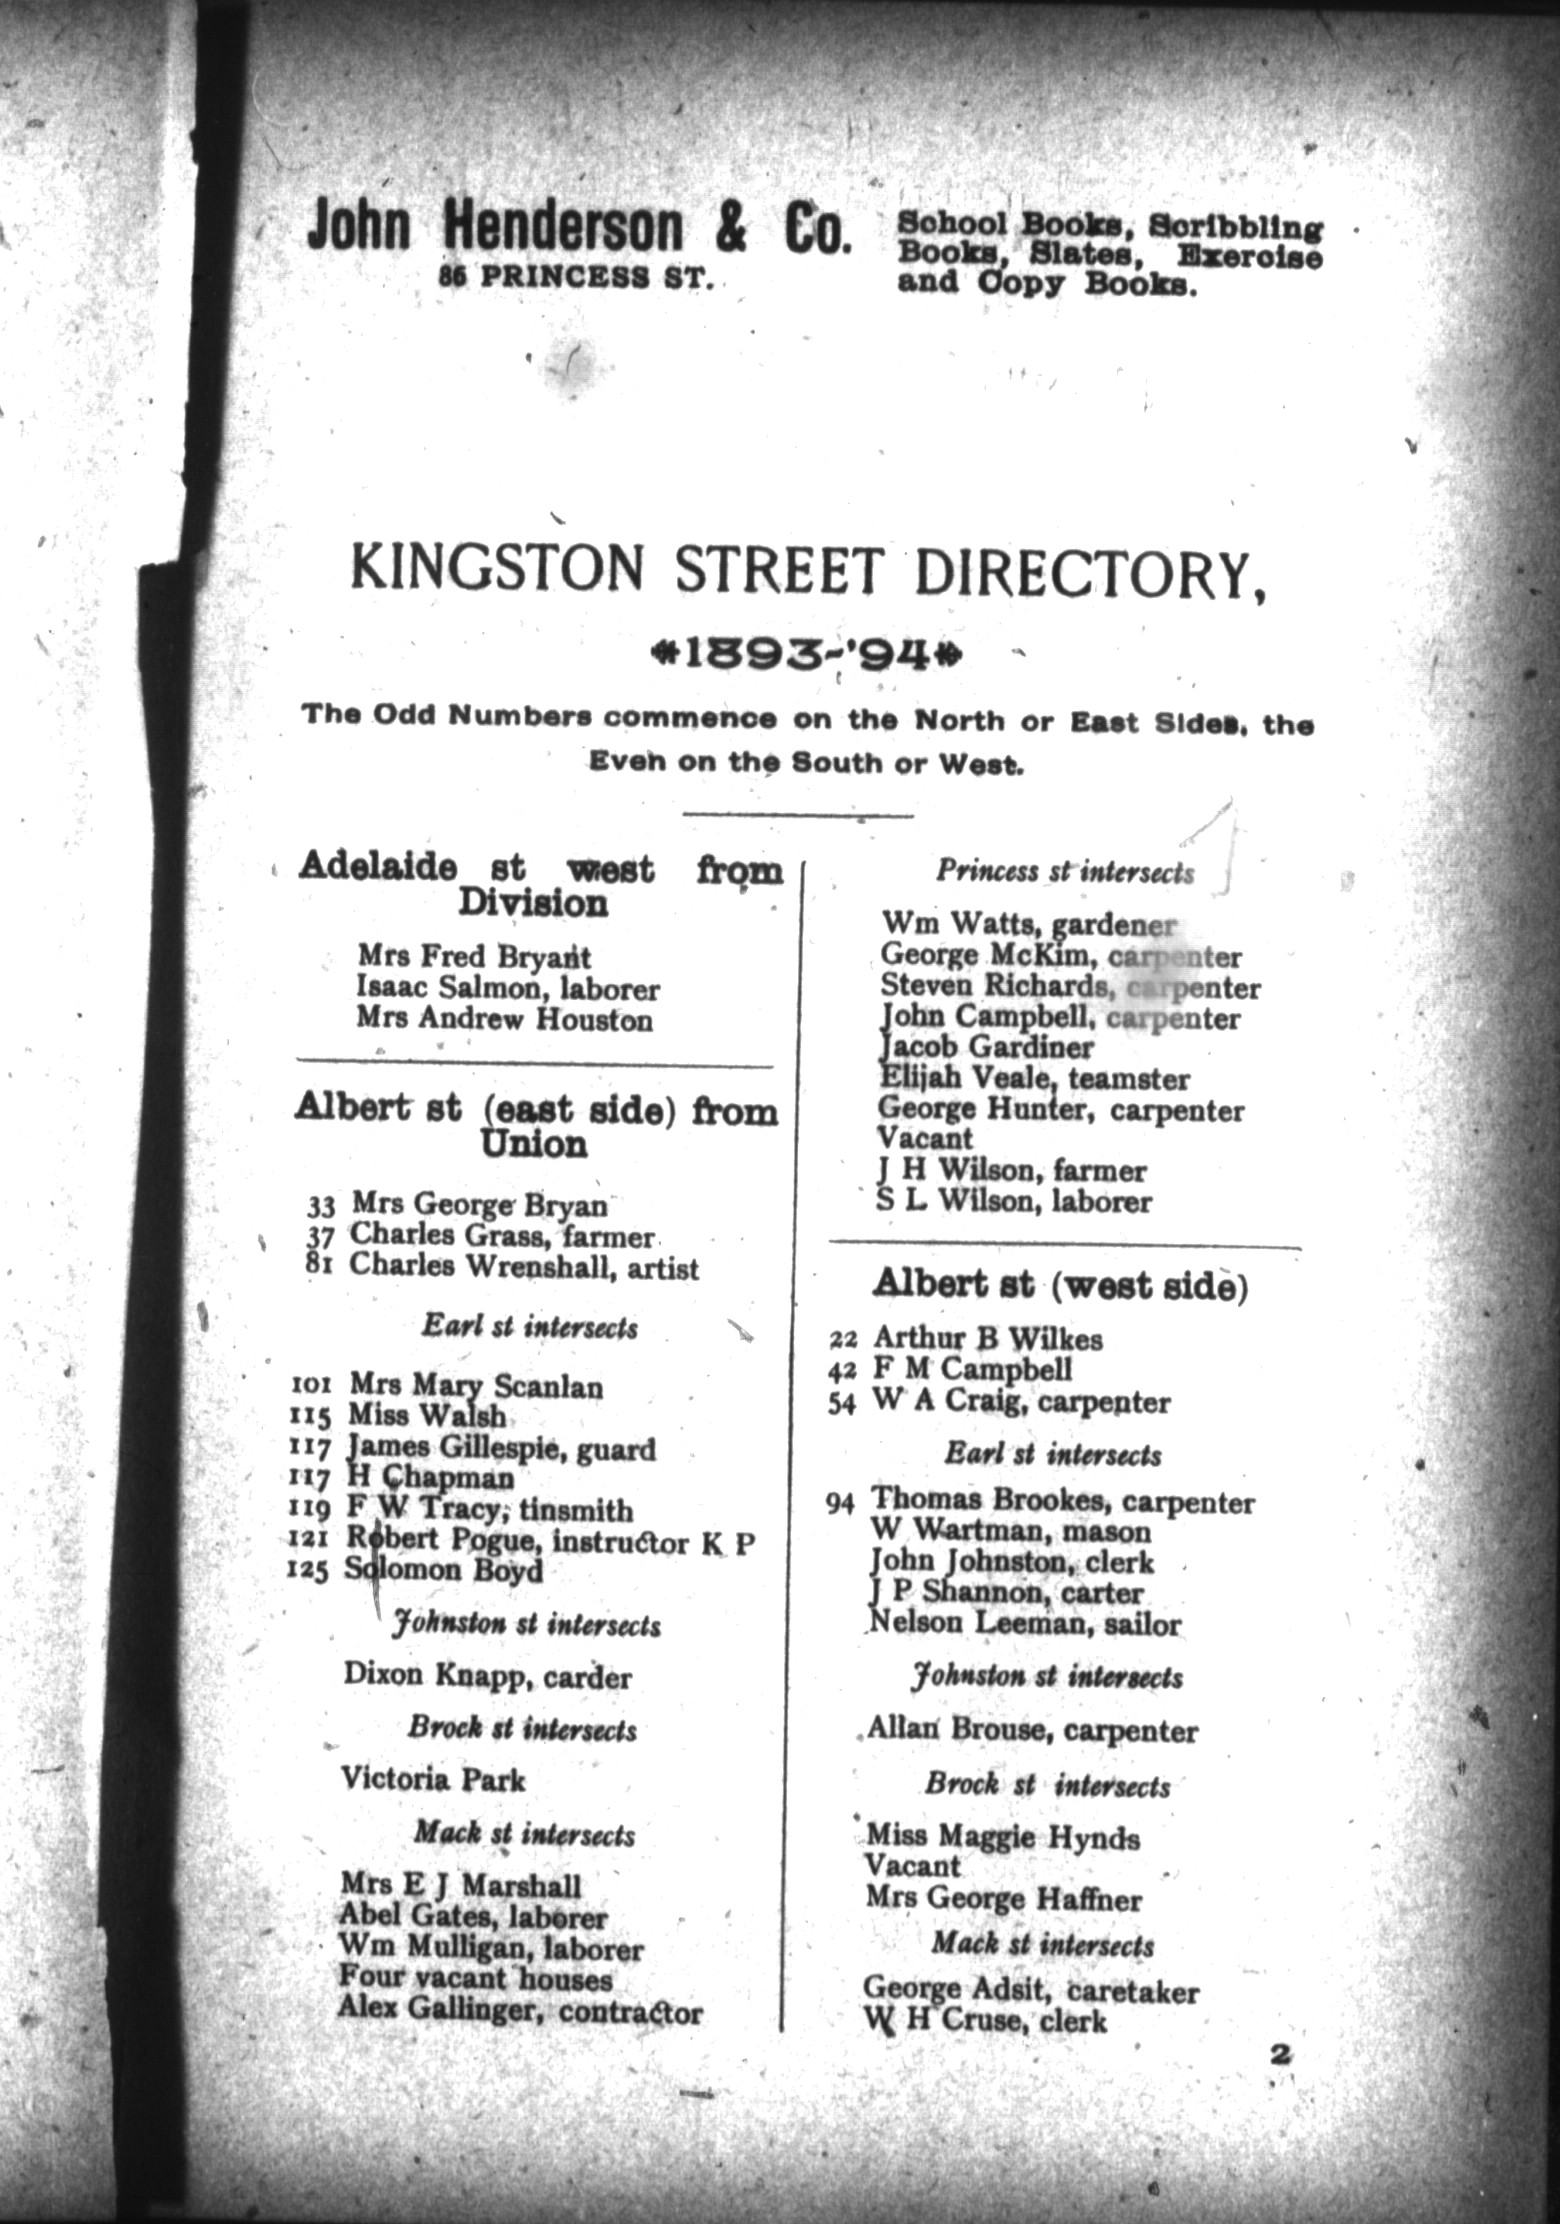 John Henderson & Co.
86 PRINCESS ST.
School Books, Scribbling
Books, Slates, Exercise
and Copy Books.
KINGSTON STREET DIRECTORY,
1893-'94
The Odd Numbers commence on the North or East Sides, the
Even on the South or West.
Adelaide st west from
Division
Mrs Fred Bryant
Isaac Salmon, laborer
Mrs Andrew Houston
Albert st (east side) from
Union
33 Mrs George Bryan
37 Charles Grass, farmer
81 Charles Wrenshall, artist
Earl st intersects
101 Mrs Mary Scanlan
115 Miss Walsh
117 James Gillespie, guard
117 H Chapman
119 F W Tracy, tinsmith
121 Robert Pogue, instructor K P
125 Solomon Boyd
Johnston st intersects
Dixon Knapp, carder
Brock st intersects
Victoria Park
Mack st intersects
Mrs E J Marshall
Abel Gates, laborer
Wm Mulligan, laborer
Four vacant houses
Alex Gallinger, contractor
Princess st intersects
Wm Watts, gardener
George McKim, carpenter
Steven Richards, carpenter
John Campbell, carpenter
Jacob Gardiner
Elijah Veale, teamster
George Hunter, carpenter
Vacant
J H Wilson, farmer
S L Wilson, laborer
Albert st (west side)
22 Arthur B Wilkes
42 F M Campbell
54 W A Craig, carpenter
Earl st intersects
94 Thomas Brookes, carpenter
W Wartman, mason
John Johnston, clerk
J P Shannon, carter
Nelson Leeman, sailor
Johnston st intersects
Allan Brouse, carpenter
Brock st intersects
Miss Maggie Hynds
Vacant
Mrs George Haffner
Mack st intersects
George Adsit, caretaker
W H Cruse, clerk
2